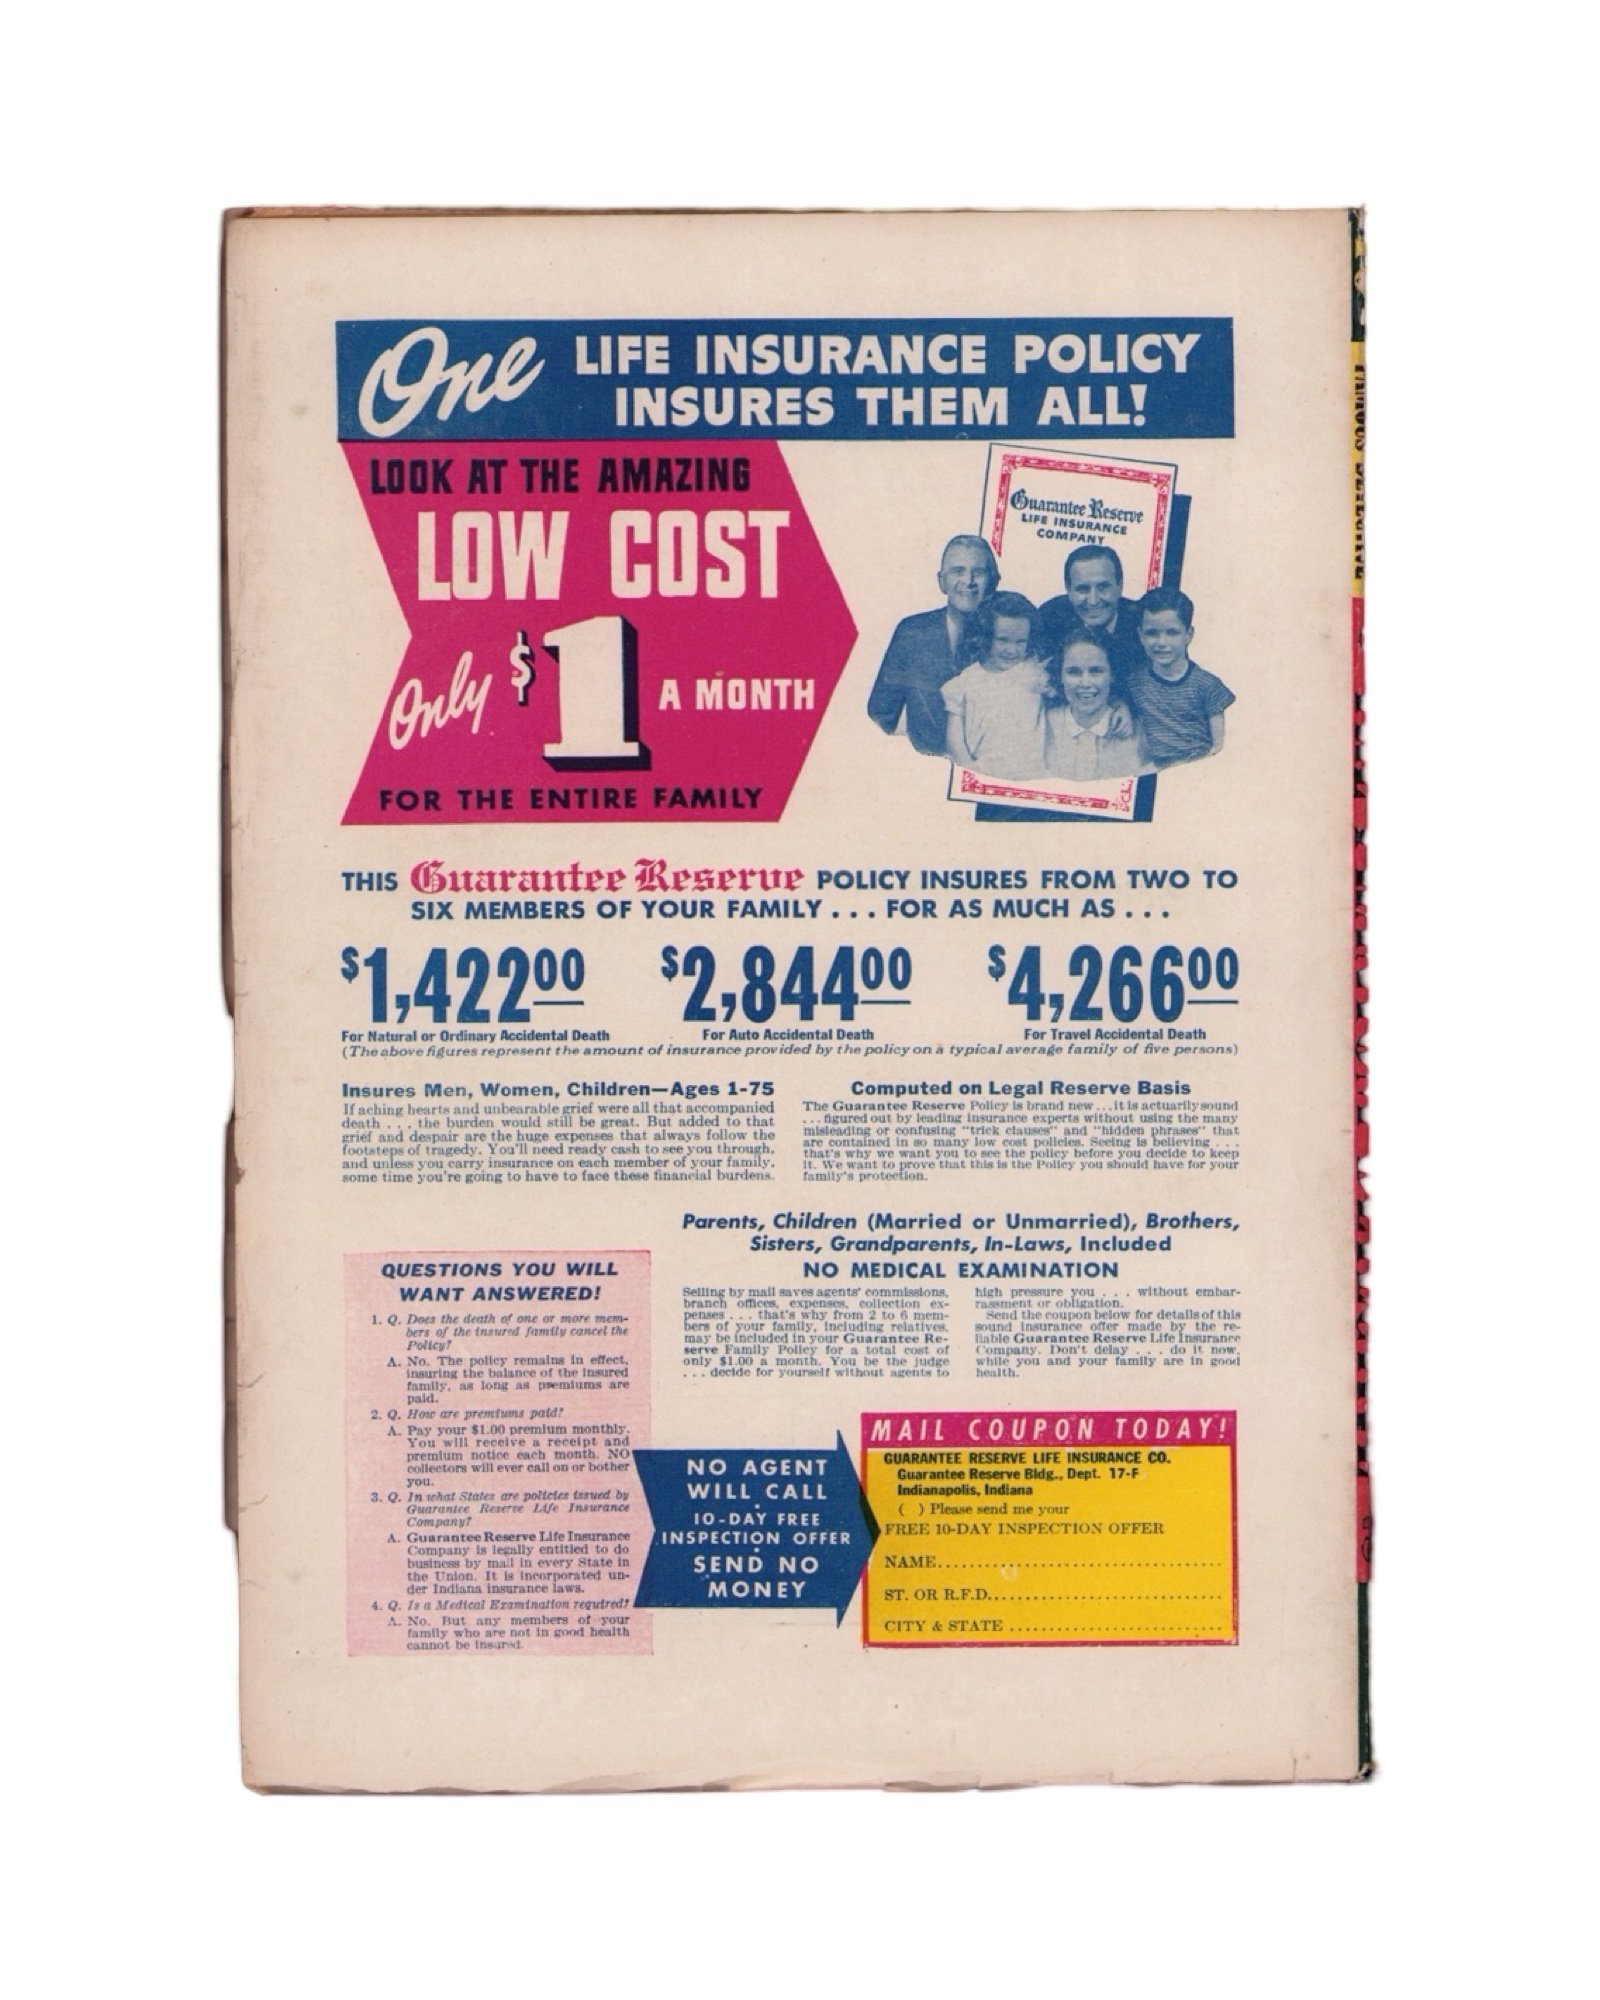 One LIFE INSURANCE POLICY
INSURES THEM ALL!
LOOK AT THE AMAZING
LOW COST
Only $1 A MONTH
FOR THE ENTIRE FAMILY
Guarantee Reserve
LIFE INSURANCE
COMPANY
THIS Guarantee Reserve POLICY INSURES FROM TWO TO
SIX MEMBERS OF YOUR FAMILY . . . FOR AS MUCH AS . . .
$1,422.00 $2,844.00 $4,266.00
For Natural or Ordinary Accidental Death For Auto Accidental Death For Travel Accidental Death
(The above figures represent the amount of insurance provided by the policy on a typical average family of five persons)
Insures Men, Women, Children—Ages 1-75
If aching hearts and unbearable grief were all that accompanied
death . . . the burden would still be great. But added to that
grief and despair are the huge expenses that always follow the
footsteps of tragedy. You'll need ready cash to see you through,
and unless you carry insurance on each member of your family,
some time you're going to have to face these financial burdens.
Computed on Legal Reserve Basis
The Guarantee Reserve Policy is brand new...it is actuarily sound
...figured out by leading insurance experts without using the many
misleading or confusing "trick clauses" and "hidden phrases" that
are contained in so many low cost policies. Seeing is believing . . .
that's why we want you to see the policy before you decide to keep
it. We want to prove that this is the Policy you should have for your
family's protection.
Parents, Children (Married or Unmarried), Brothers,
Sisters, Grandparents, In-Laws, Included
NO MEDICAL EXAMINATION
Selling by mail saves agents' commissions,
branch offices, expenses, collection ex-
penses . . . that's why from 2 to 6 mem-
bers of your family, including relatives,
may be included in your Guarantee Re-
serve Family Policy for a total cost of
only $1.00 a month. You be the judge
. . . decide for yourself without agents to
high pressure you . . . without embar-
rassment or obligation.
Send the coupon below for details of this
sound insurance offer made by the re-
liable Guarantee Reserve Life Insurance
Company. Don't delay . . . do it now,
while you and your family are in good
health.
QUESTIONS YOU WILL
WANT ANSWERED!
1. Q. Does the death of one or more mem-
bers of the insured family cancel the
Policy?
A. No. The policy remains in effect,
insuring the balance of the insured
family, as long as premiums are
paid.
2. Q. How are premiums paid?
A. Pay your $1.00 premium monthly.
You will receive a receipt and
premium notice each month. NO
collectors will ever call on or bother
you.
3. Q. In what States are policies issued by
Guarantee Reserve Life Insurance
Company?
A. Guarantee Reserve Life Insurance
Company is legally entitled to do
business by mail in every State in
the Union. It is incorporated un-
der Indiana insurance laws.
4. Q. Is a Medical Examination required?
A. No. But any members of your
family who are not in good health
cannot be insured.
NO AGENT
WILL CALL
•
10-DAY FREE
INSPECTION OFFER
•
SEND NO
MONEY
MAIL COUPON TODAY!
GUARANTEE RESERVE LIFE INSURANCE CO.
Guarantee Reserve Bldg., Dept. 17-F
Indianapolis, Indiana
( ) Please send me your
FREE 10-DAY INSPECTION OFFER
NAME
ST. OR R.F.D.
CITY & STATE